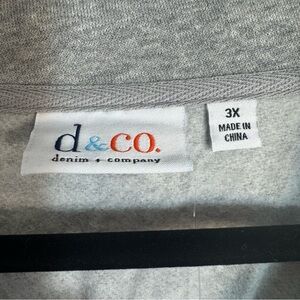 d&co.
denim + company
3X
MADE IN
CHINA